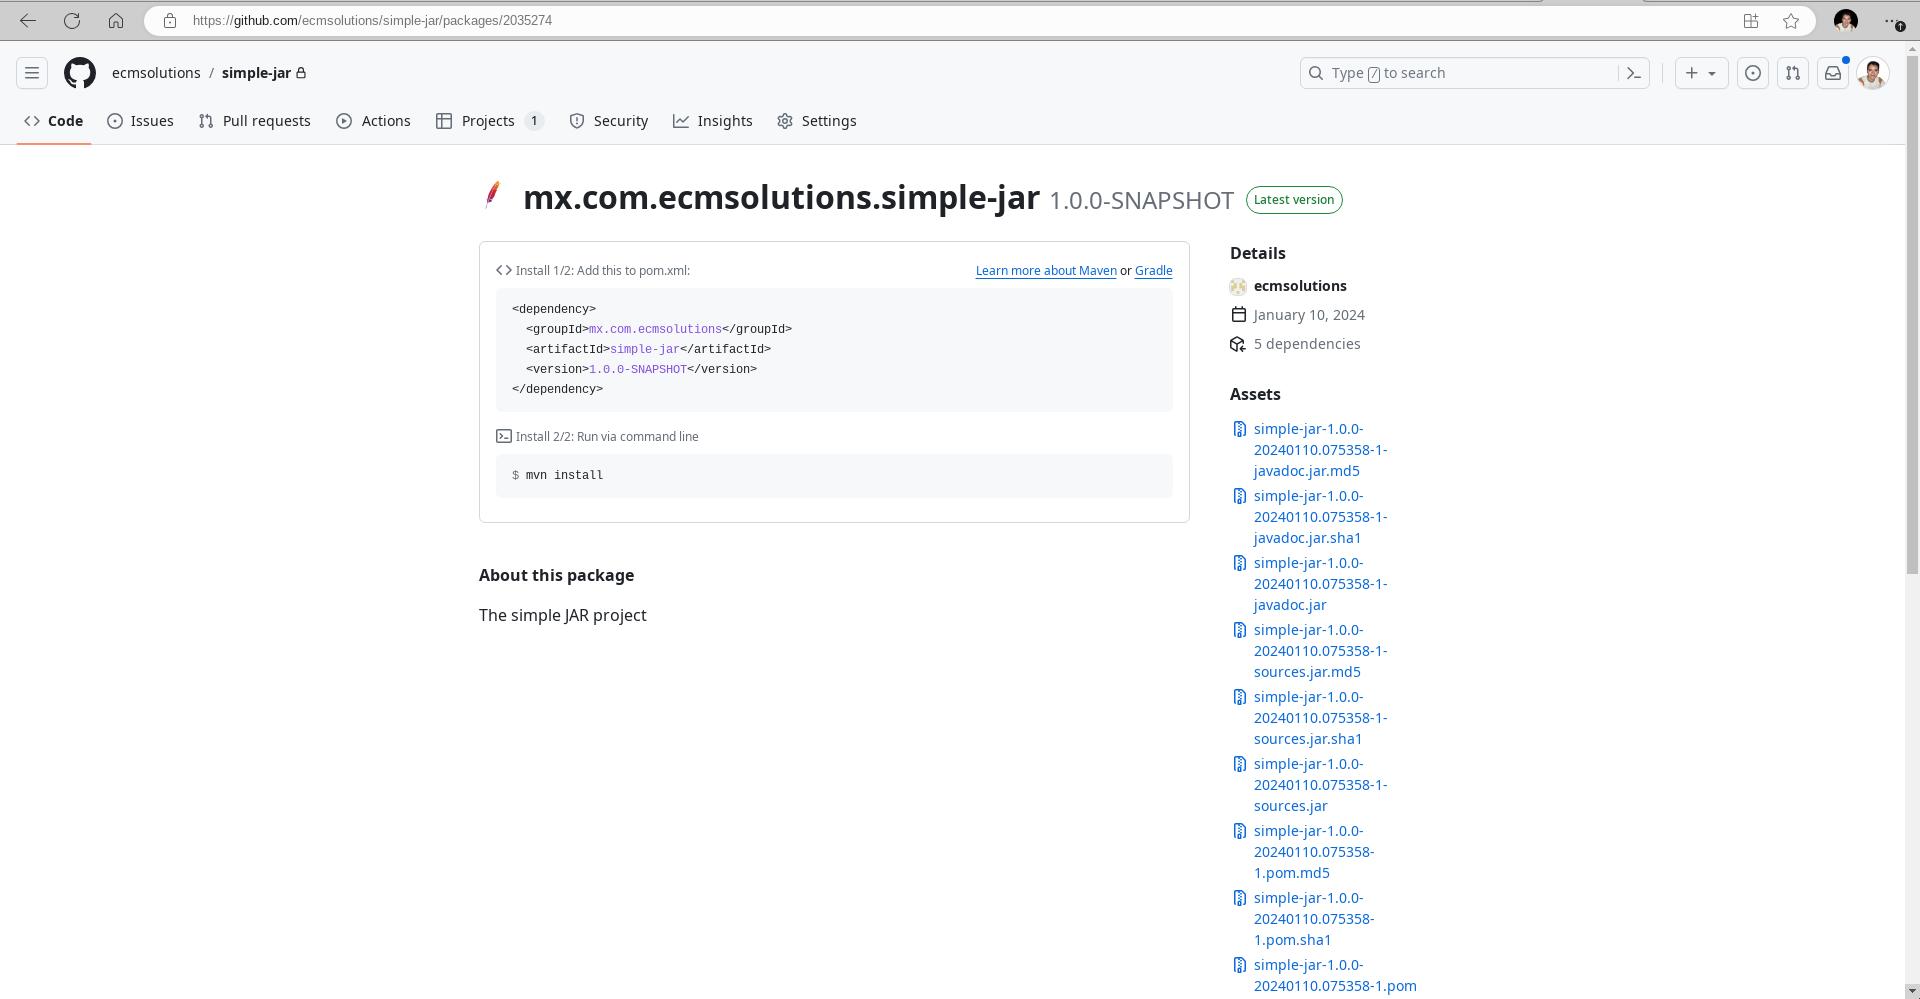 https://github.com/ecmsolutions/simple-jar/packages/2035274
ecmsolutions / simple-jar
Type / to search
Code Issues Pull requests Actions Projects 1 Security Insights Settings
mx.com.ecmsolutions.simple-jar 1.0.0-SNAPSHOT Latest version
Install 1/2: Add this to pom.xml: Learn more about Maven or Gradle
<dependency>
  <groupId>mx.com.ecmsolutions</groupId>
  <artifactId>simple-jar</artifactId>
  <version>1.0.0-SNAPSHOT</version>
</dependency>
Install 2/2: Run via command line
$ mvn install
About this package
The simple JAR project
Details
ecmsolutions
January 10, 2024
5 dependencies
Assets
simple-jar-1.0.0-
20240110.075358-1-
javadoc.jar.md5
simple-jar-1.0.0-
20240110.075358-1-
javadoc.jar.sha1
simple-jar-1.0.0-
20240110.075358-1-
javadoc.jar
simple-jar-1.0.0-
20240110.075358-1-
sources.jar.md5
simple-jar-1.0.0-
20240110.075358-1-
sources.jar.sha1
simple-jar-1.0.0-
20240110.075358-1-
sources.jar
simple-jar-1.0.0-
20240110.075358-
1.pom.md5
simple-jar-1.0.0-
20240110.075358-
1.pom.sha1
simple-jar-1.0.0-
20240110.075358-1.pom